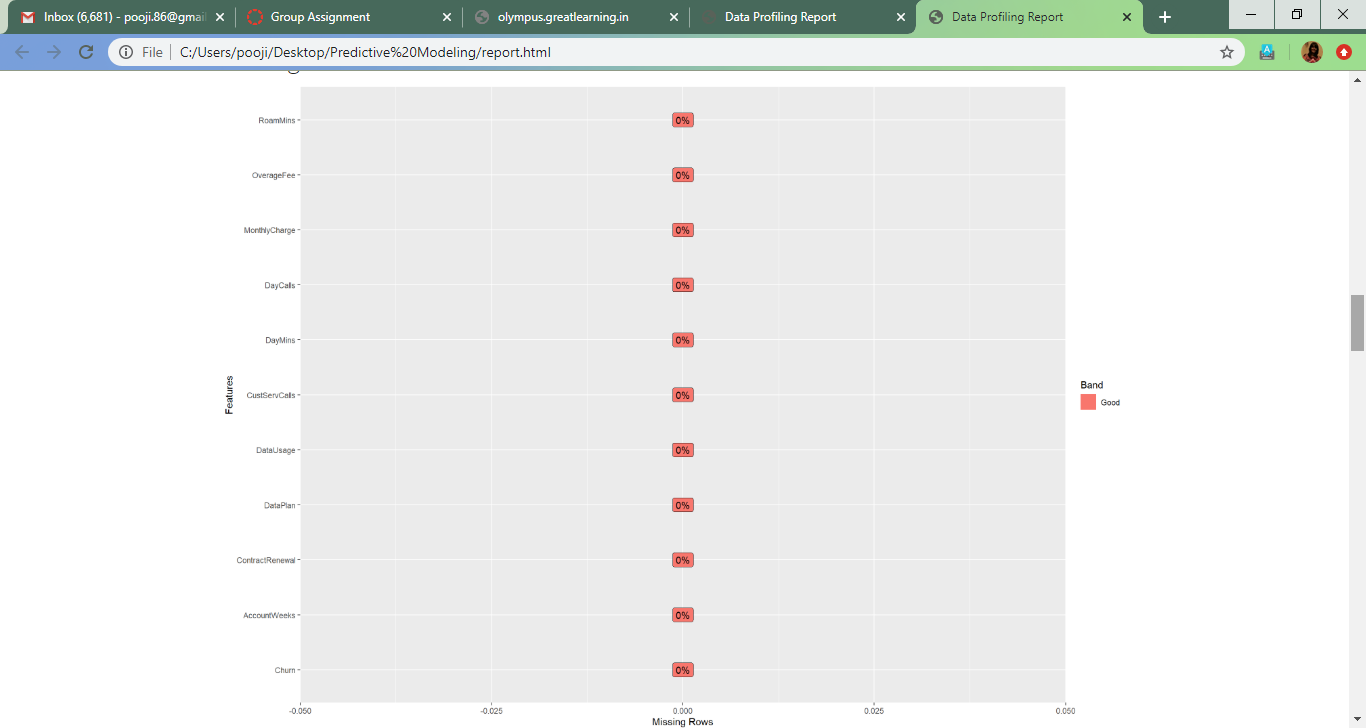 Inbox (6,681) - pooji.86@gmail
Group Assignment
olympus.greatlearning.in
Data Profiling Report
Data Profiling Report
File
C:/Users/pooji/Desktop/Predictive%20Modeling/report.html
RoamMins
0%
OverageFee
0%
MonthlyCharge
0%
DayCalls
0%
DayMins
0%
Features
CustServCalls
0%
DataUsage
0%
DataPlan
0%
ContractRenewal
0%
AccountWeeks
0%
Churn
0%
Band
Good
-0.050
-0.025
0.000
0.025
0.050
Missing Rows